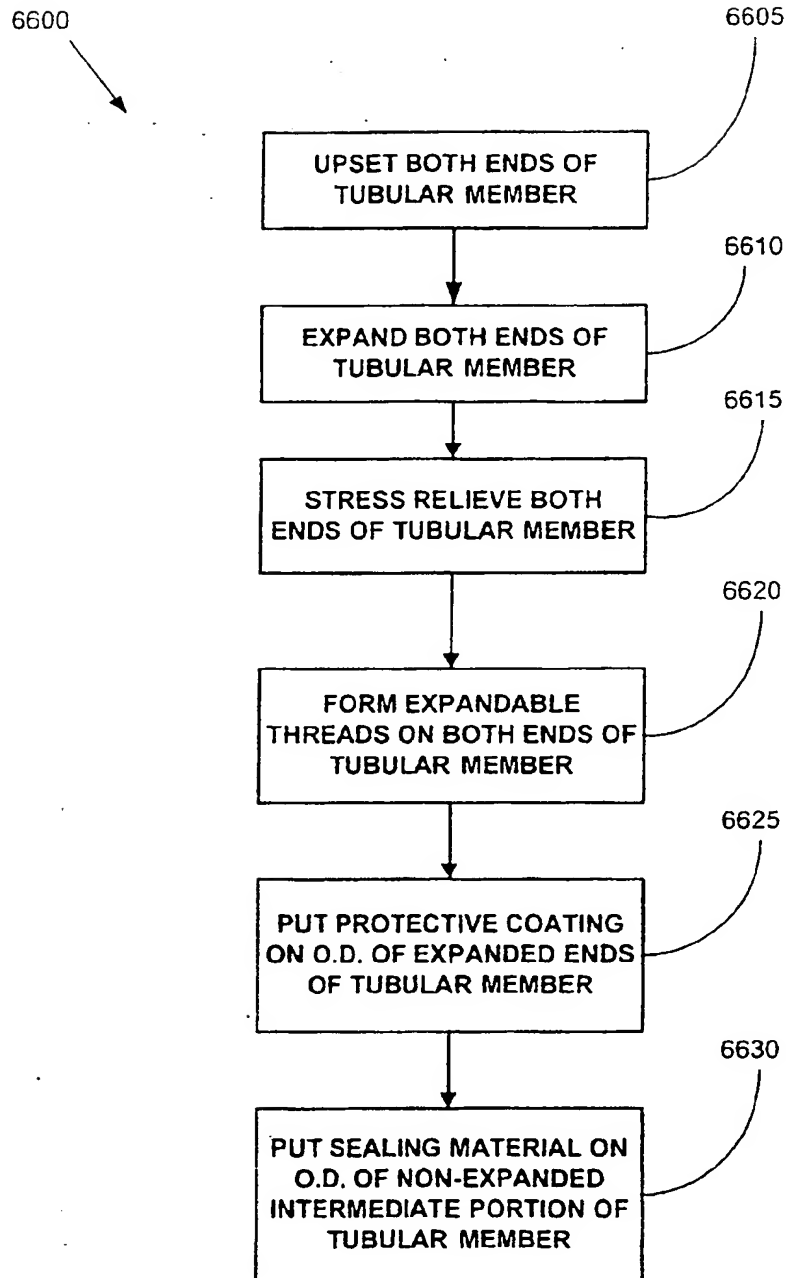 6600
6605
UPSET BOTH ENDS OF
TUBULAR MEMBER
6610
EXPAND BOTH ENDS OF
TUBULAR MEMBER
6615
STRESS RELIEVE BOTH
ENDS OF TUBULAR MEMBER
6620
FORM EXPANDABLE
THREADS ON BOTH ENDS OF
TUBULAR MEMBER
6625
PUT PROTECTIVE COATING
ON O.D. OF EXPANDED ENDS
OF TUBULAR MEMBER
6630
PUT SEALING MATERIAL ON
O.D. OF NON-EXPANDED
INTERMEDIATE PORTION OF
TUBULAR MEMBER